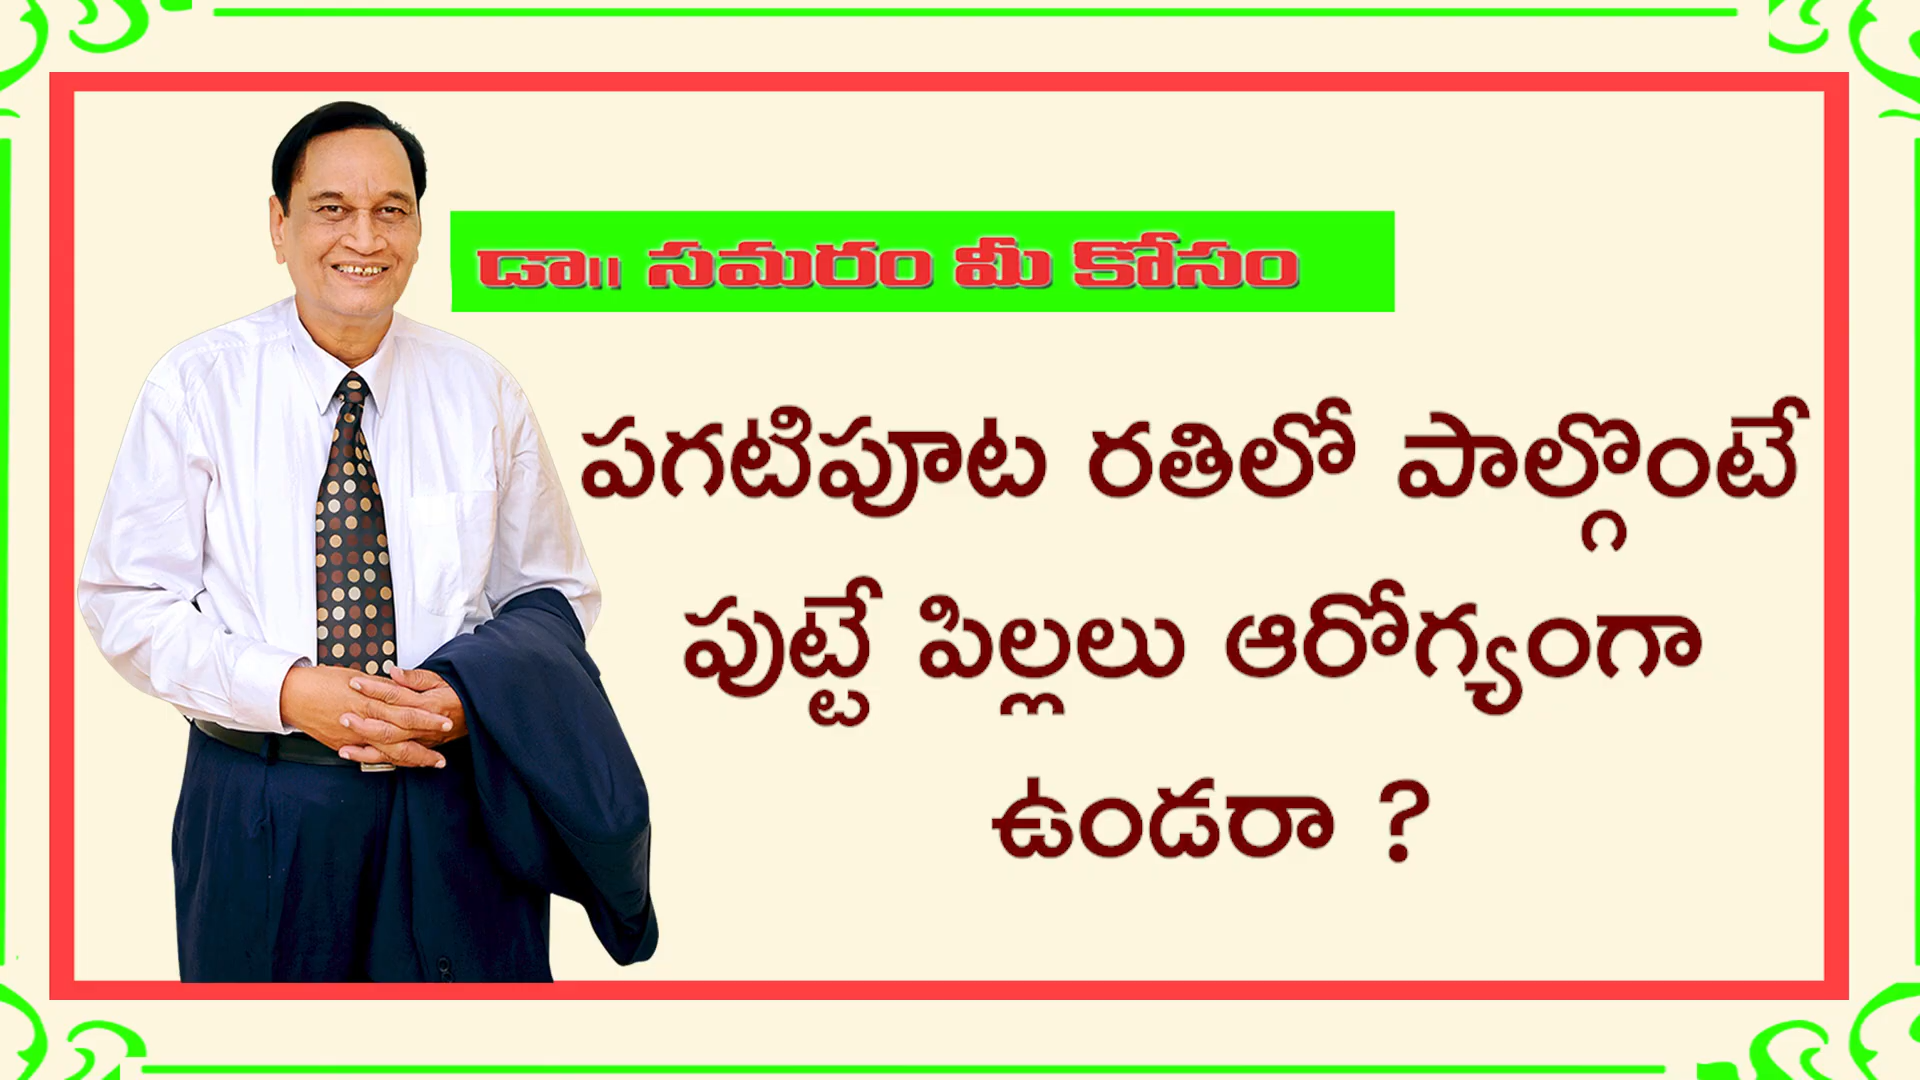 డా॥ సమరం మీ కోసం
పగటిపూట రతిలో పాల్గొంటే
పుట్టే పిల్లలు ఆరోగ్యంగా
ఉండరా ?